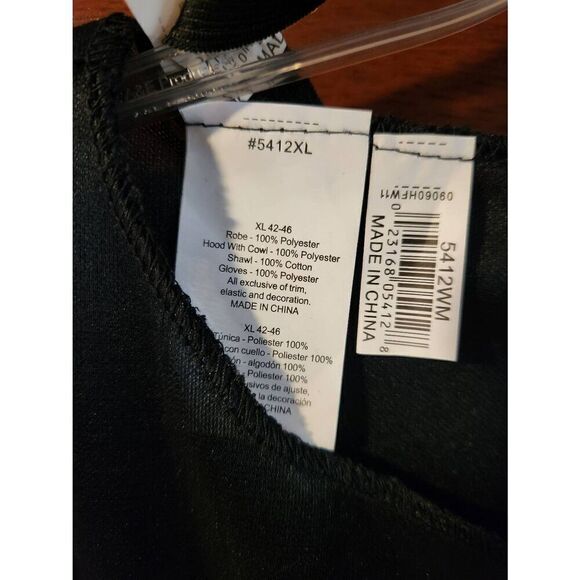 #5412XL
XL 42-46
Robe - 100% Polyester
Hood With Cowl - 100% Polyester
Shawl - 100% Cotton
Gloves - 100% Polyester
All exclusive of trim,
elastic and decoration.
MADE IN CHINA
XL 42-46
Túnica - Poliester 100%
con cuello - Poliester 100%
- algodón 100%
- Poliester 100%
de ajuste,
la decoración
CHINA
5412WM
0 23168 05412 8
MADE IN CHINA
09060HFW11